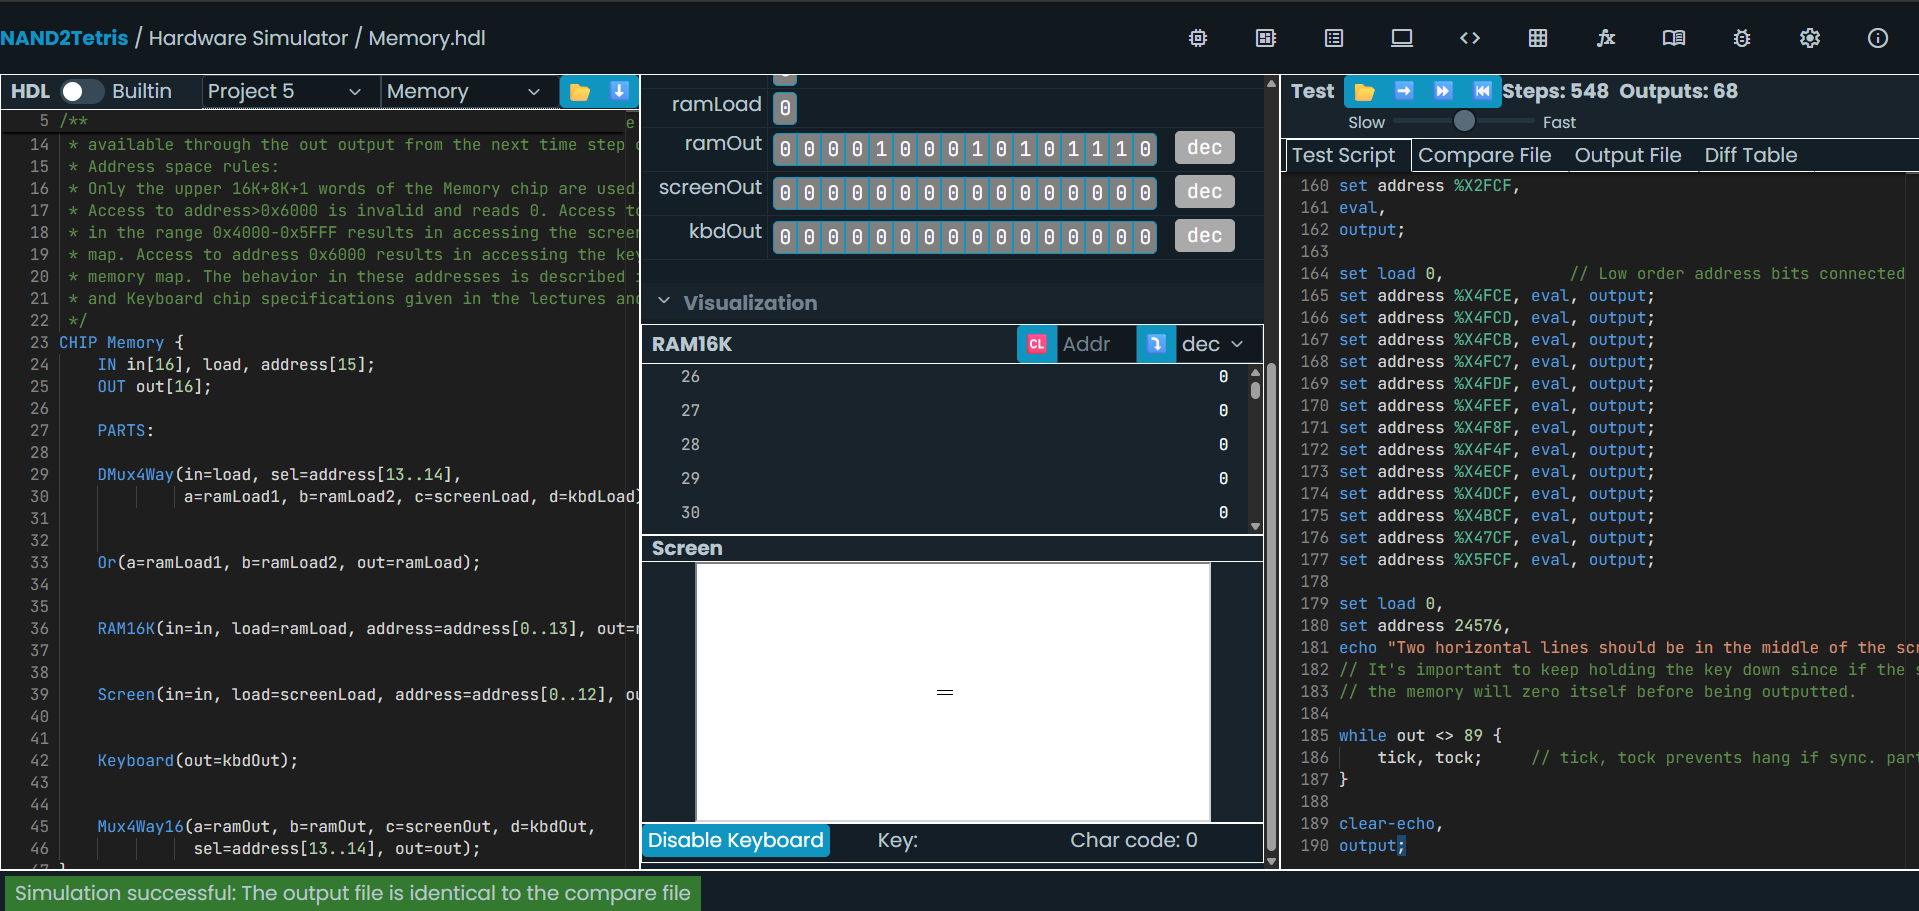 NAND2Tetris / Hardware Simulator / Memory.hdl
HDL Builtin Project 5 Memory
5 /**
14 * available through the out output from the next time step
15 * Address space rules:
16 * Only the upper 16K+8K+1 words of the Memory chip are used.
17 * Access to address>0x6000 is invalid and reads 0. Access to
18 * in the range 0x4000-0x5FFF results in accessing the screen
19 * map. Access to address 0x6000 results in accessing the
20 * memory map. The behavior in these addresses is described
21 * and Keyboard chip specifications given in the lectures
22 */
23 CHIP Memory {
24 IN in[16], load, address[15];
25 OUT out[16];
26
27 PARTS:
28
29 DMux4Way(in=load, sel=address[13..14],
30 a=ramLoad1, b=ramLoad2, c=screenLoad, d=kbdLoad)
31
32
33 Or(a=ramLoad1, b=ramLoad2, out=ramLoad);
34
35
36 RAM16K(in=in, load=ramLoad, address=address[0..13],
37
38
39 Screen(in=in, load=screenLoad, address=address[0..12],
40
41
42 Keyboard(out=kbdOut);
43
44
45 Mux4Way16(a=ramOut, b=ramOut, c=screenOut, d=kbdOut,
46 sel=address[13..14], out=out);
ramLoad 0
ramOut 0 0 0 0 1 0 0 0 1 0 1 0 1 1 1 0 dec
screenOut 0 0 0 0 0 0 0 0 0 0 0 0 0 0 0 0 dec
kbdOut 0 0 0 0 0 0 0 0 0 0 0 0 0 0 0 0 dec
Visualization
RAM16K CL Addr dec
26 0
27 0
28 0
29 0
30 0
Screen
Disable Keyboard Key: Char code: 0
Test Steps: 548 Outputs: 68
Slow Fast
Test Script Compare File Output File Diff Table
160 set address %X2FCF,
161 eval,
162 output;
163
164 set load 0, // Low order address bits connected
165 set address %X4FCE, eval, output;
166 set address %X4FCD, eval, output;
167 set address %X4FCB, eval, output;
168 set address %X4FC7, eval, output;
169 set address %X4FDF, eval, output;
170 set address %X4FEF, eval, output;
171 set address %X4F8F, eval, output;
172 set address %X4F4F, eval, output;
173 set address %X4ECF, eval, output;
174 set address %X4DCF, eval, output;
175 set address %X4BCF, eval, output;
176 set address %X47CF, eval, output;
177 set address %X5FCF, eval, output;
178
179 set load 0,
180 set address 24576,
181 echo "Two horizontal lines should be in the middle of the
182 // It's important to keep holding the key down since if the
183 // the memory will zero itself before being outputted.
184
185 while out <> 89 {
186 tick, tock; // tick, tock prevents hang if sync.
187 }
188
189 clear-echo,
190 output;
Simulation successful: The output file is identical to the compare file